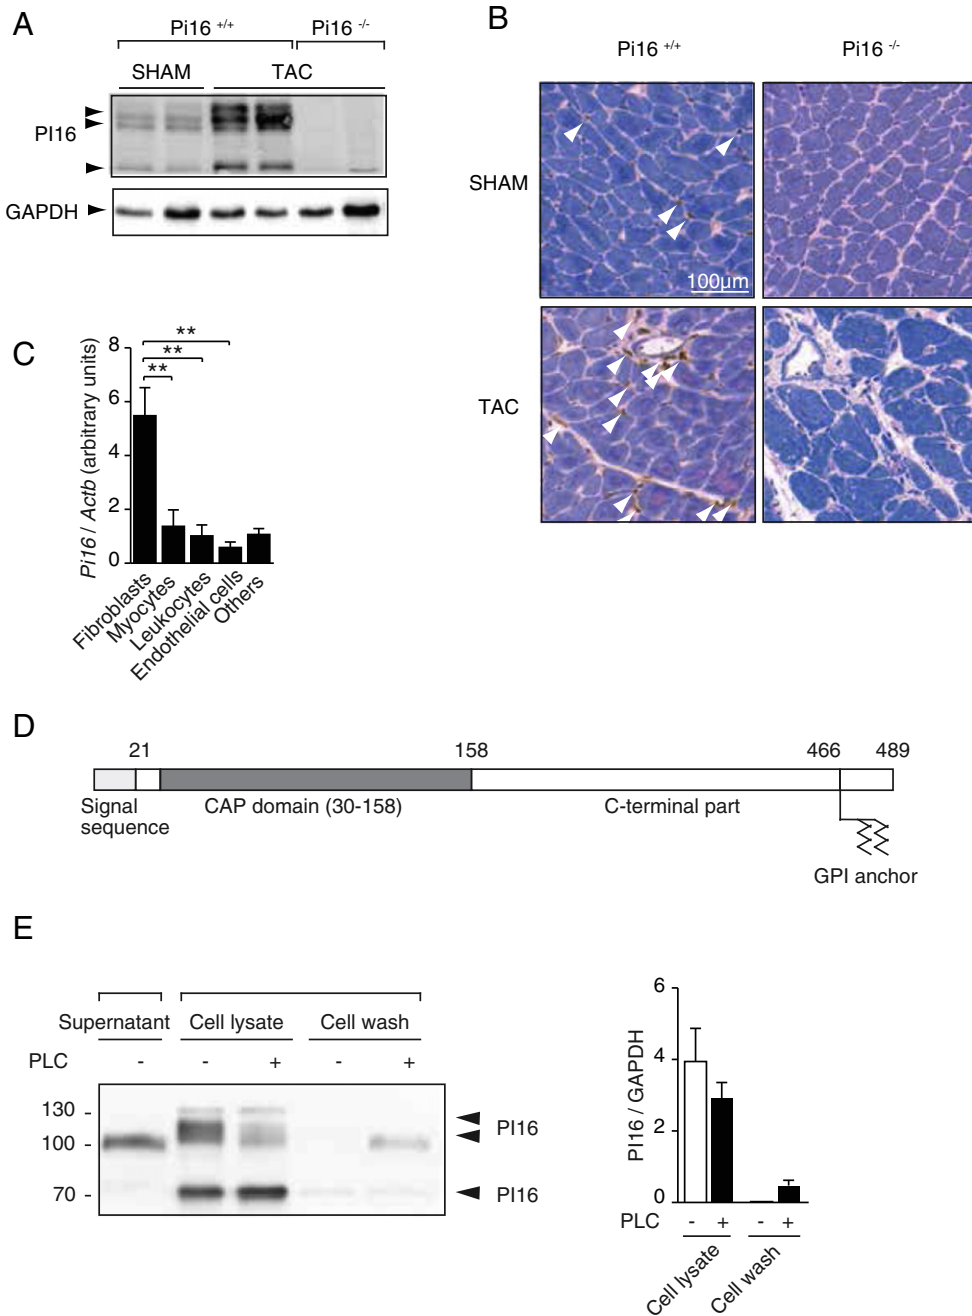 A
Pi16 +/+ Pi16 -/-
SHAM TAC
PI16
GAPDH
B
Pi16 +/+ Pi16 -/-
SHAM
100µm
TAC
C
Pi16 / Actb (arbitrary units)
8
6
4
2
0
**
**
**
Fibroblasts
Myocytes
Leukocytes
Endothelial cells
Others
D
21 158 466 489
Signal
sequence
CAP domain (30-158)
C-terminal part
GPI anchor
E
Supernatant Cell lysate Cell wash
PLC - - + - +
130 -
100 -
70 -
PI16
PI16
PI16 / GAPDH
6
4
2
0
PLC - + - +
Cell lysate
Cell wash